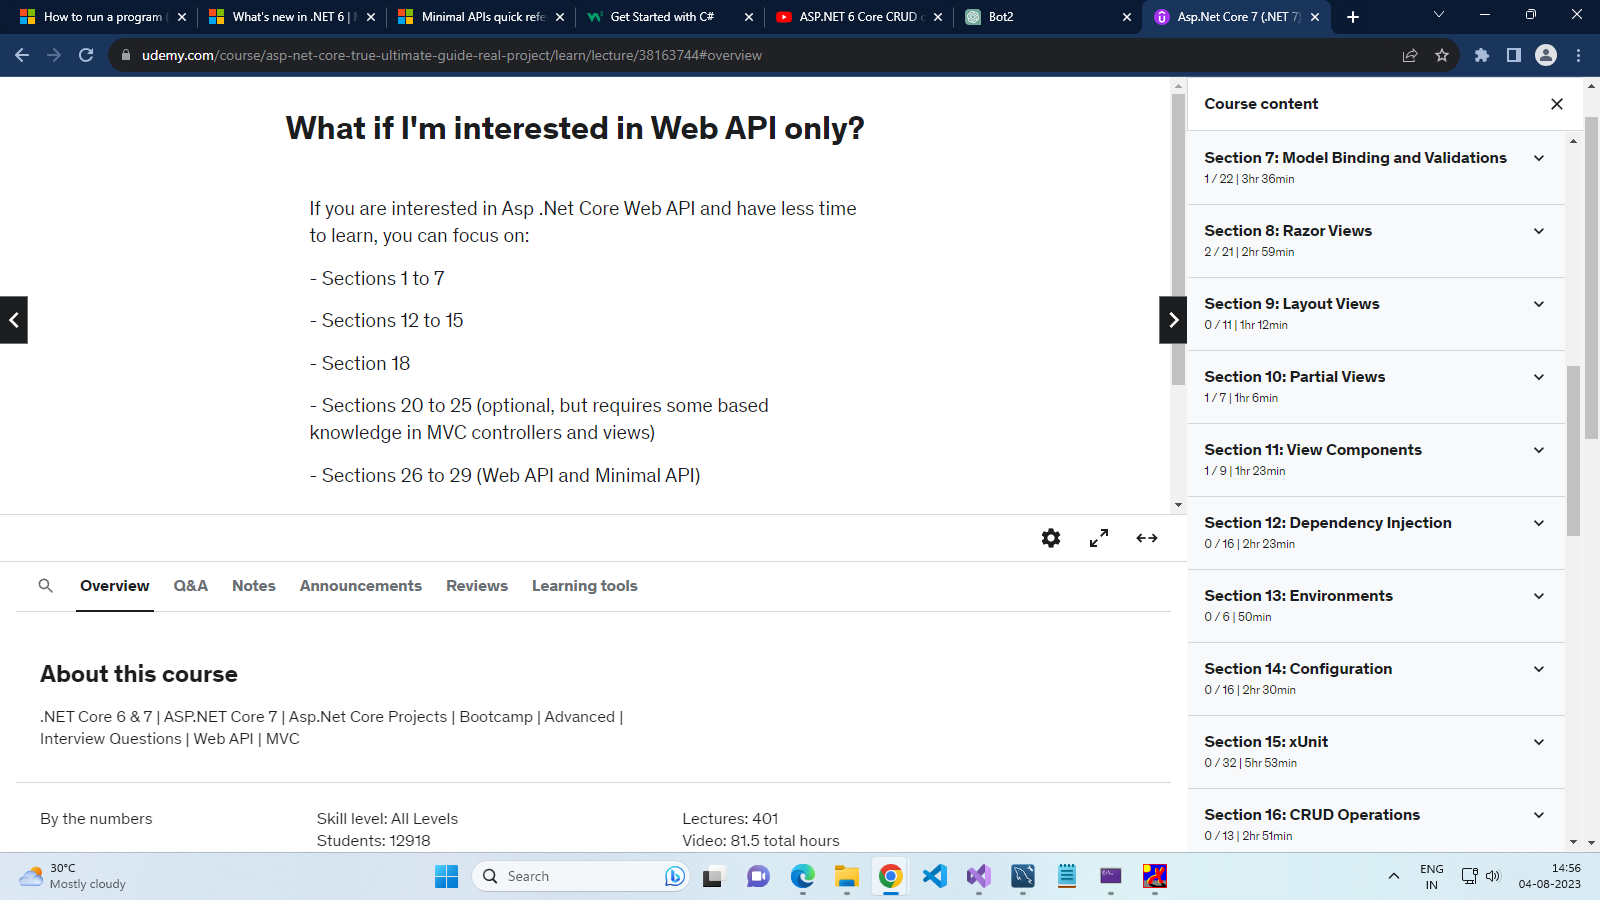 How to run a program
What's new in .NET 6 |
Minimal APIs quick refe
Get Started with C#
ASP.NET 6 Core CRUD
Bot2
Asp.Net Core 7 (.NET 7)
udemy.com/course/asp-net-core-true-ultimate-guide-real-project/learn/lecture/38163744#overview
What if I'm interested in Web API only?
If you are interested in Asp .Net Core Web API and have less time
to learn, you can focus on:
- Sections 1 to 7
- Sections 12 to 15
- Section 18
- Sections 20 to 25 (optional, but requires some based
knowledge in MVC controllers and views)
- Sections 26 to 29 (Web API and Minimal API)
Overview
Q&A
Notes
Announcements
Reviews
Learning tools
About this course
.NET Core 6 & 7 | ASP.NET Core 7 | Asp.Net Core Projects | Bootcamp | Advanced |
Interview Questions | Web API | MVC
By the numbers
Skill level: All Levels
Students: 12918
Lectures: 401
Video: 81.5 total hours
Course content
Section 7: Model Binding and Validations
1 / 22 | 3hr 36min
Section 8: Razor Views
2 / 21 | 2hr 59min
Section 9: Layout Views
0 / 11 | 1hr 12min
Section 10: Partial Views
1 / 7 | 1hr 6min
Section 11: View Components
1 / 9 | 1hr 23min
Section 12: Dependency Injection
0 / 16 | 2hr 23min
Section 13: Environments
0 / 6 | 50min
Section 14: Configuration
0 / 16 | 2hr 30min
Section 15: xUnit
0 / 32 | 5hr 53min
Section 16: CRUD Operations
0 / 13 | 2hr 51min
30°C
Mostly cloudy
Search
ENG
IN
14:56
04-08-2023